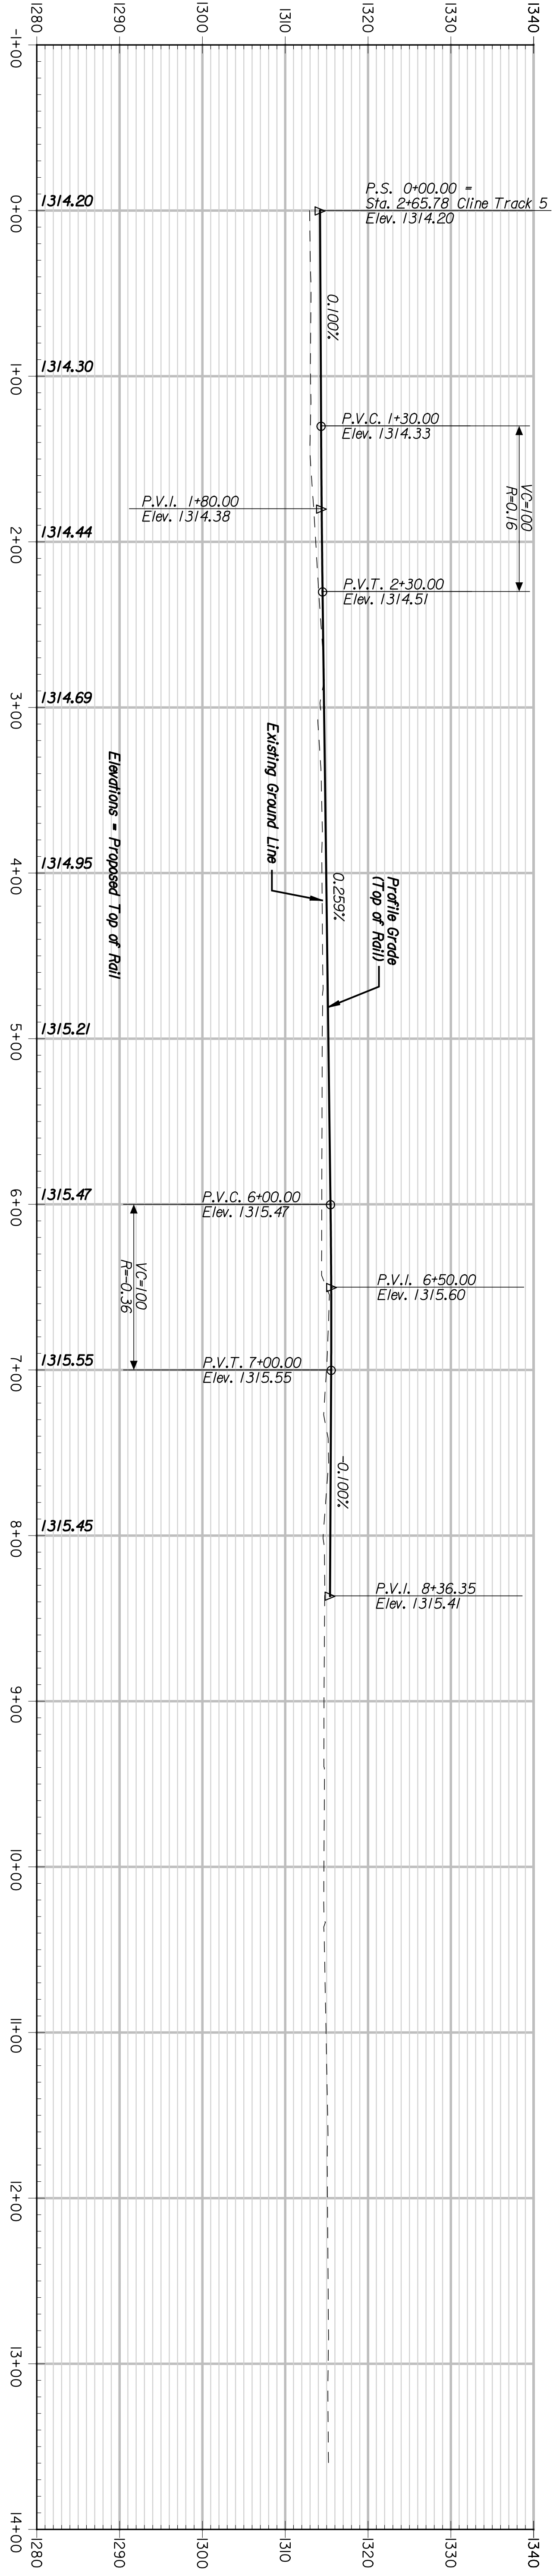 1340
1330
1320
1310
1300
1290
1280
-1+00
0+00
1+00
2+00
3+00
4+00
5+00
6+00
7+00
8+00
9+00
10+00
11+00
12+00
13+00
14+00
1340
1330
1320
1310
1300
1290
1280
P.S. 0+00.00 =
Sta. 2+65.78 Cline Track 5
Elev. 1314.20
0.100%
P.V.C. 1+30.00
Elev. 1314.33
VC=100
R=0.16
P.V.I. 1+80.00
Elev. 1314.38
P.V.T. 2+30.00
Elev. 1314.51
Existing Ground Line
Profile Grade
(Top of Rail)
0.259%
Elevations = Proposed Top of Rail
P.V.C. 6+00.00
Elev. 1315.47
VC=100
R=-0.36
P.V.I. 6+50.00
Elev. 1315.60
P.V.T. 7+00.00
Elev. 1315.55
-0.100%
P.V.I. 8+36.35
Elev. 1315.41
1314.20
1314.30
1314.44
1314.69
1314.95
1315.21
1315.47
1315.55
1315.45